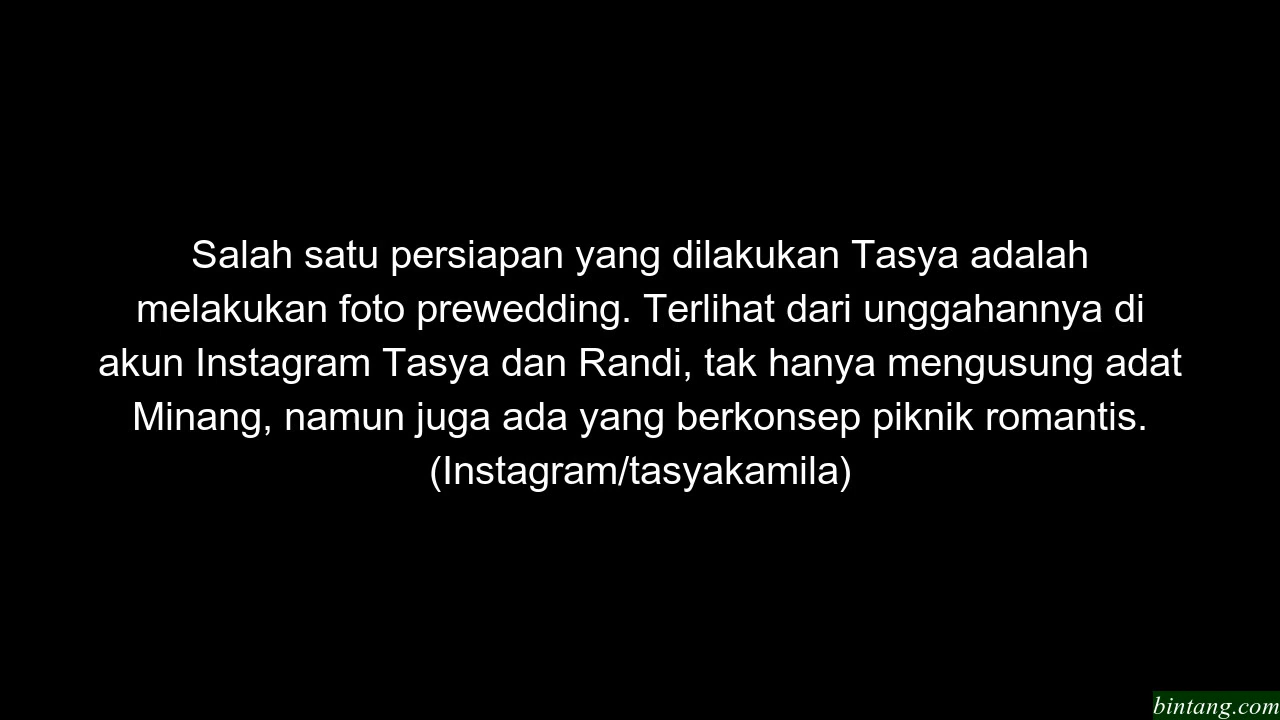 Salah satu persiapan yang dilakukan Tasya adalah
melakukan foto prewedding. Terlihat dari unggahannya di
akun Instagram Tasya dan Randi, tak hanya mengusung adat
Minang, namun juga ada yang berkonsep piknik romantis.
(Instagram/tasyakamila)
bintang.com